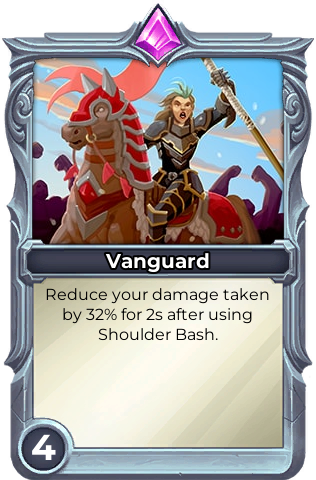 Vanguard
Reduce your damage taken
by 32% for 2s after using
Shoulder Bash.
4